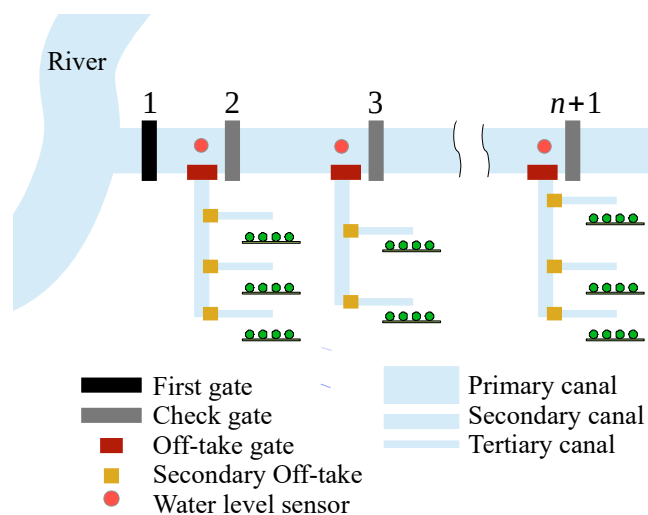 River
1
2
3
n+1
First gate
Check gate
Off-take gate
Secondary Off-take
Water level sensor
Primary canal
Secondary canal
Tertiary canal